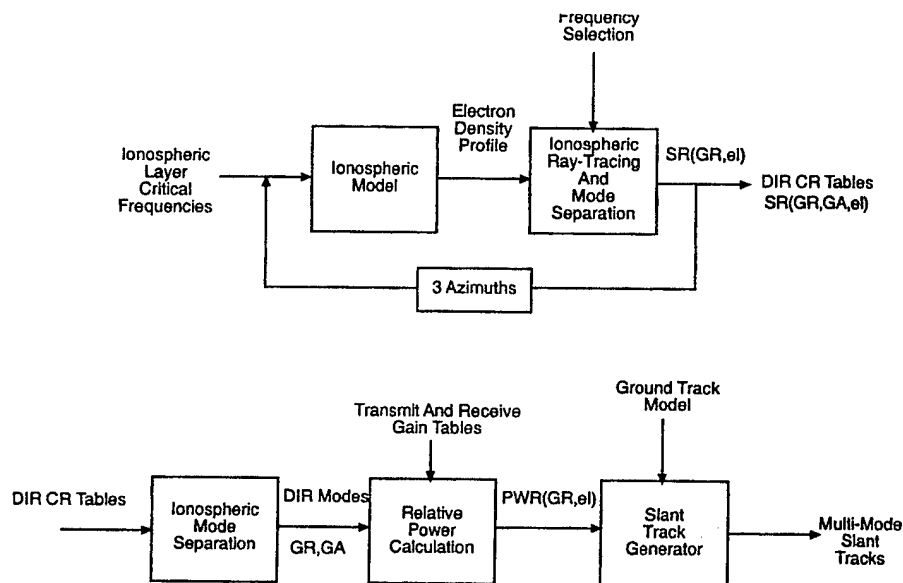 Frequency
Selection
Electron
Density
Profile
Ionospheric
Layer
Critical
Frequencies
Ionospheric
Model
Ionospheric
Ray-Tracing
And
Mode
Separation
SR(GR,el)
DIR CR Tables
SR(GR,GA,el)
3 Azimuths
Ground Track
Model
Transmit And Receive
Gain Tables
DIR CR Tables
Ionospheric
Mode
Separation
DIR Modes
GR,GA
Relative
Power
Calculation
PWR(GR,el)
Slant
Track
Generator
Multi-Mode
Slant
Tracks